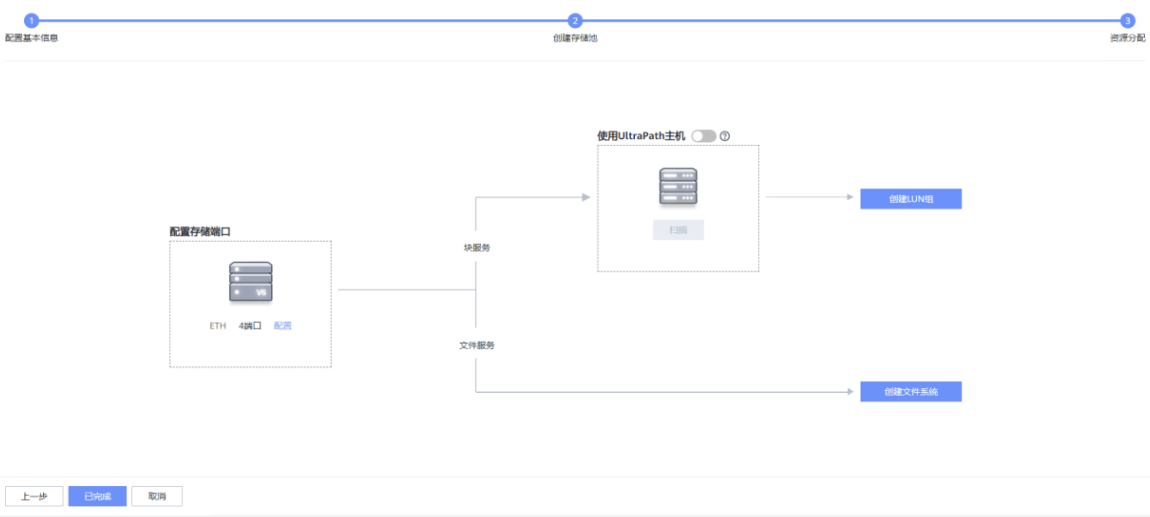 1
2
3
配置基本信息
创建存储池
资源分配
使用UltraPath主机
扫描
创建LUN组
配置存储端口
V6
ETH 4端口 配置
块服务
文件服务
创建文件系统
上一步
已完成
取消